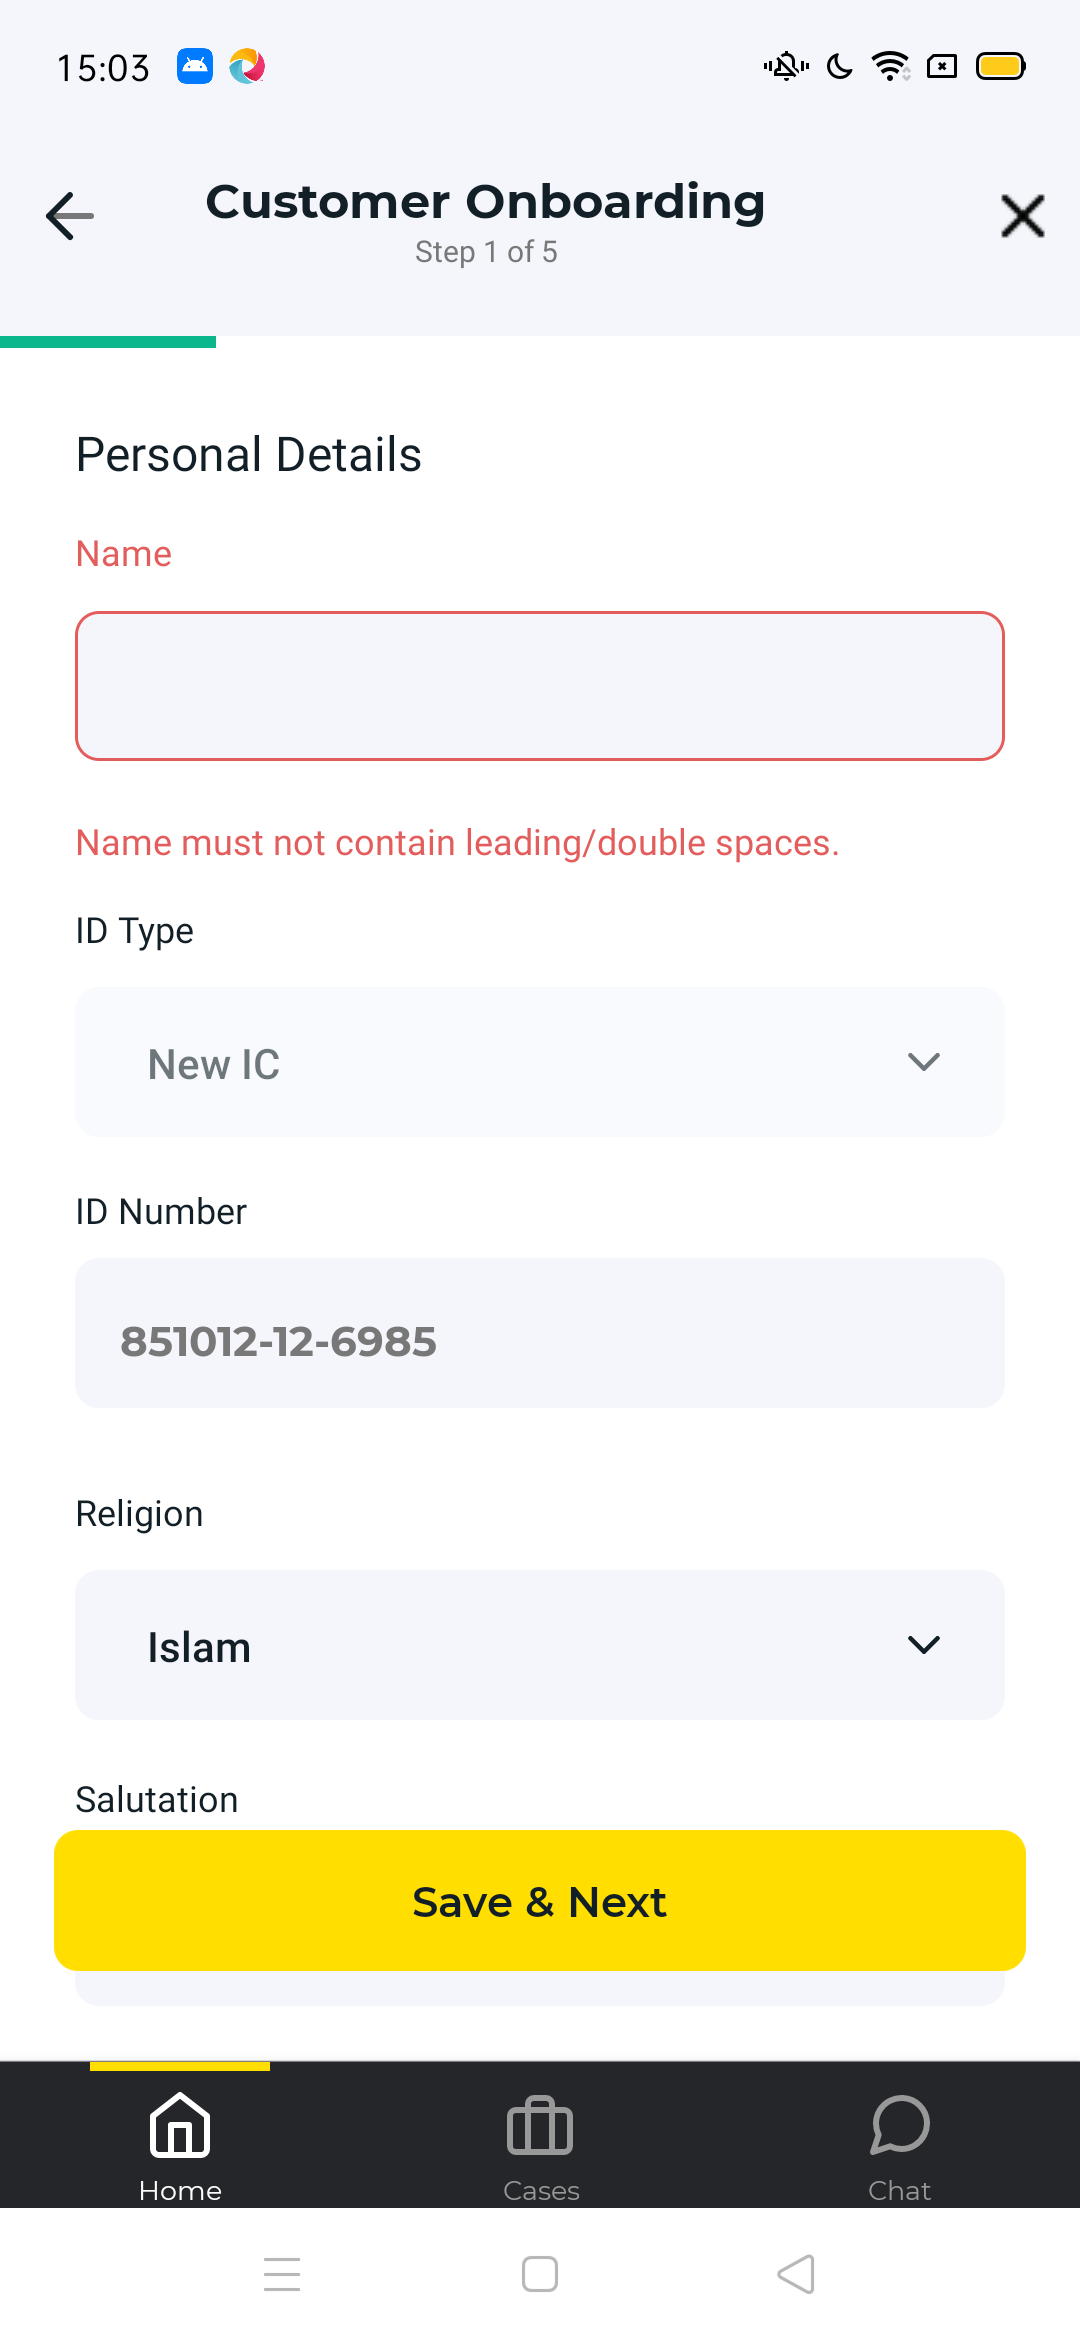 15:03
Customer Onboarding
Step 1 of 5
Personal Details
Name
Name must not contain leading/double spaces.
ID Type
New IC
ID Number
851012-12-6985
Religion
Islam
Salutation
Save & Next
Home
Cases
Chat